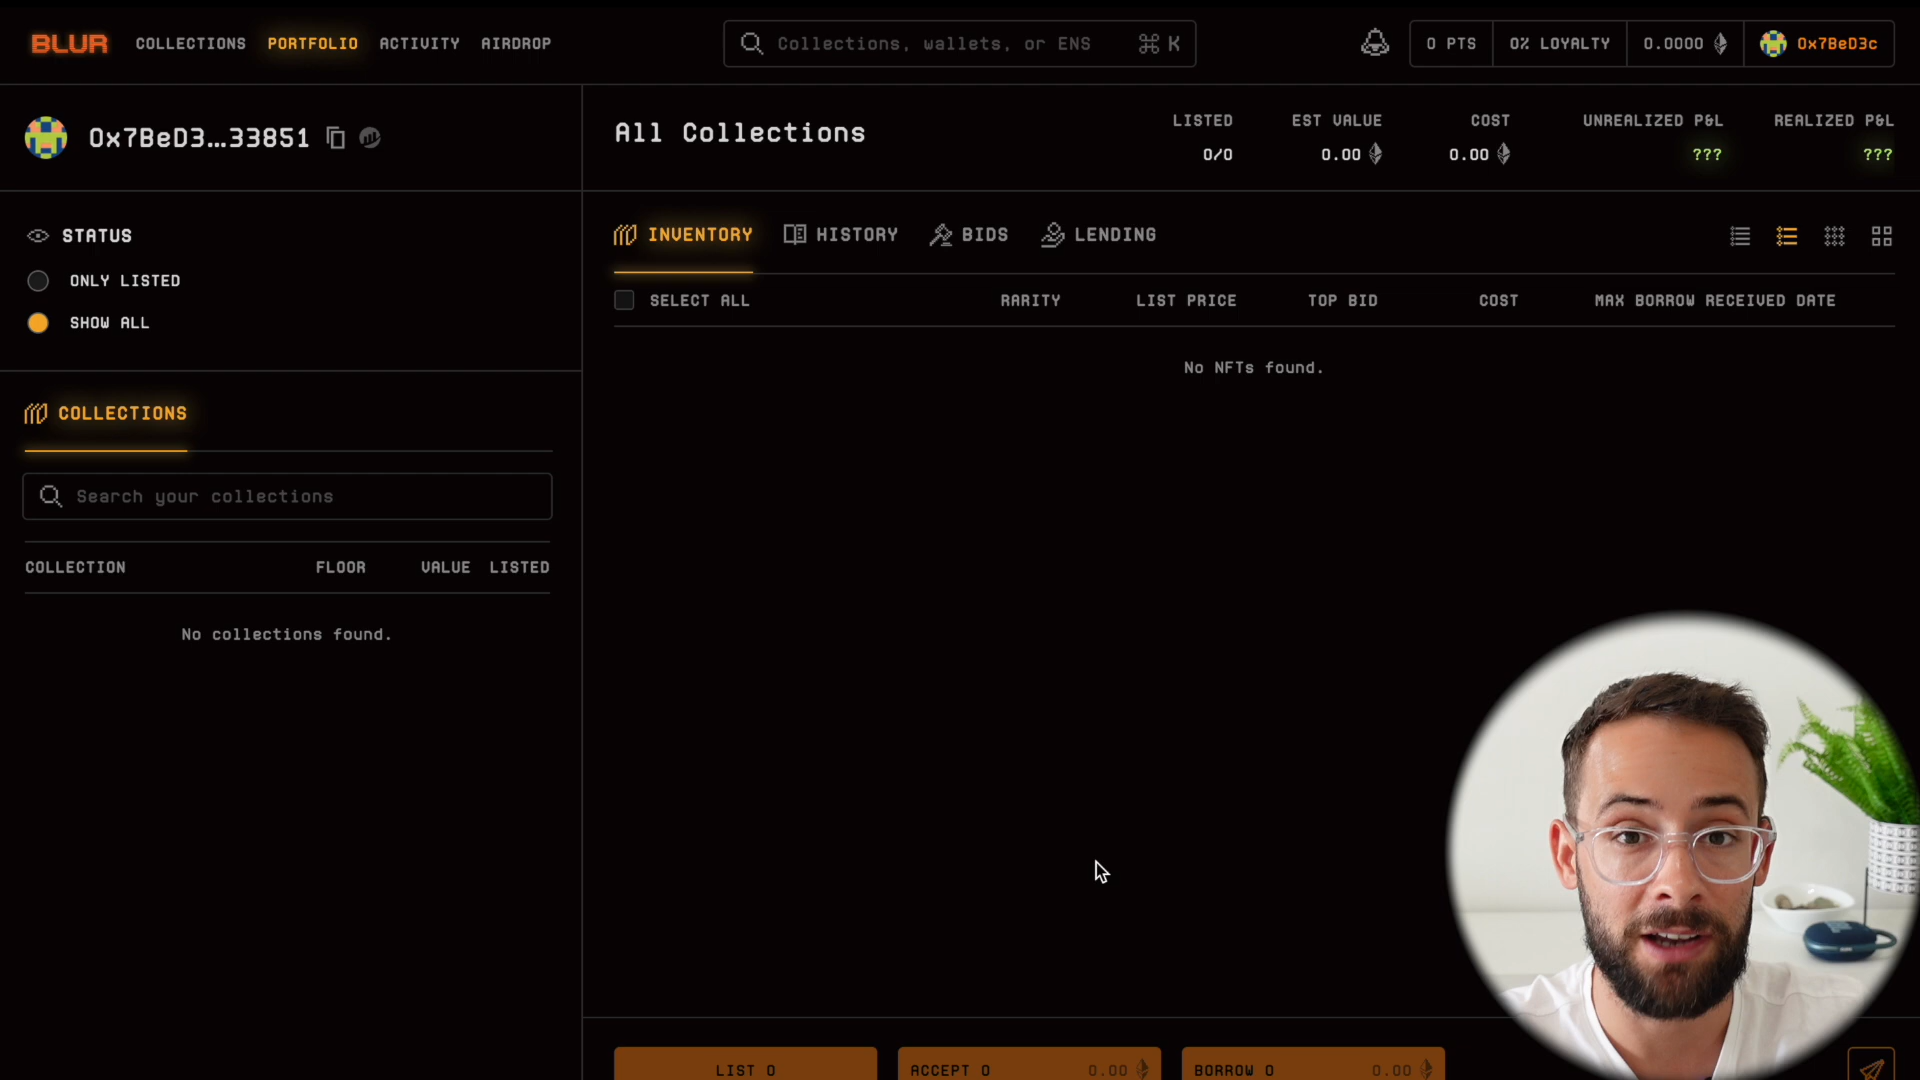 BLUR COLLECTIONS PORTFOLIO ACTIVITY AIRDROP Collections, wallets, or ENS ⌘ K 0 PTS 0% LOYALTY 0.0000 0x7BeD3c
0x7BeD3...33851
All Collections
LISTED EST VALUE COST UNREALIZED P&L REALIZED P&L
0/0 0.00 0.00 ??? ???
STATUS
ONLY LISTED
SHOW ALL
INVENTORY HISTORY BIDS LENDING
SELECT ALL RARITY LIST PRICE TOP BID COST MAX BORROW RECEIVED DATE
No NFTs found.
COLLECTIONS
Search your collections
COLLECTION FLOOR VALUE LISTED
No collections found.
LIST 0 ACCEPT 0 0.00 BORROW 0 0.00